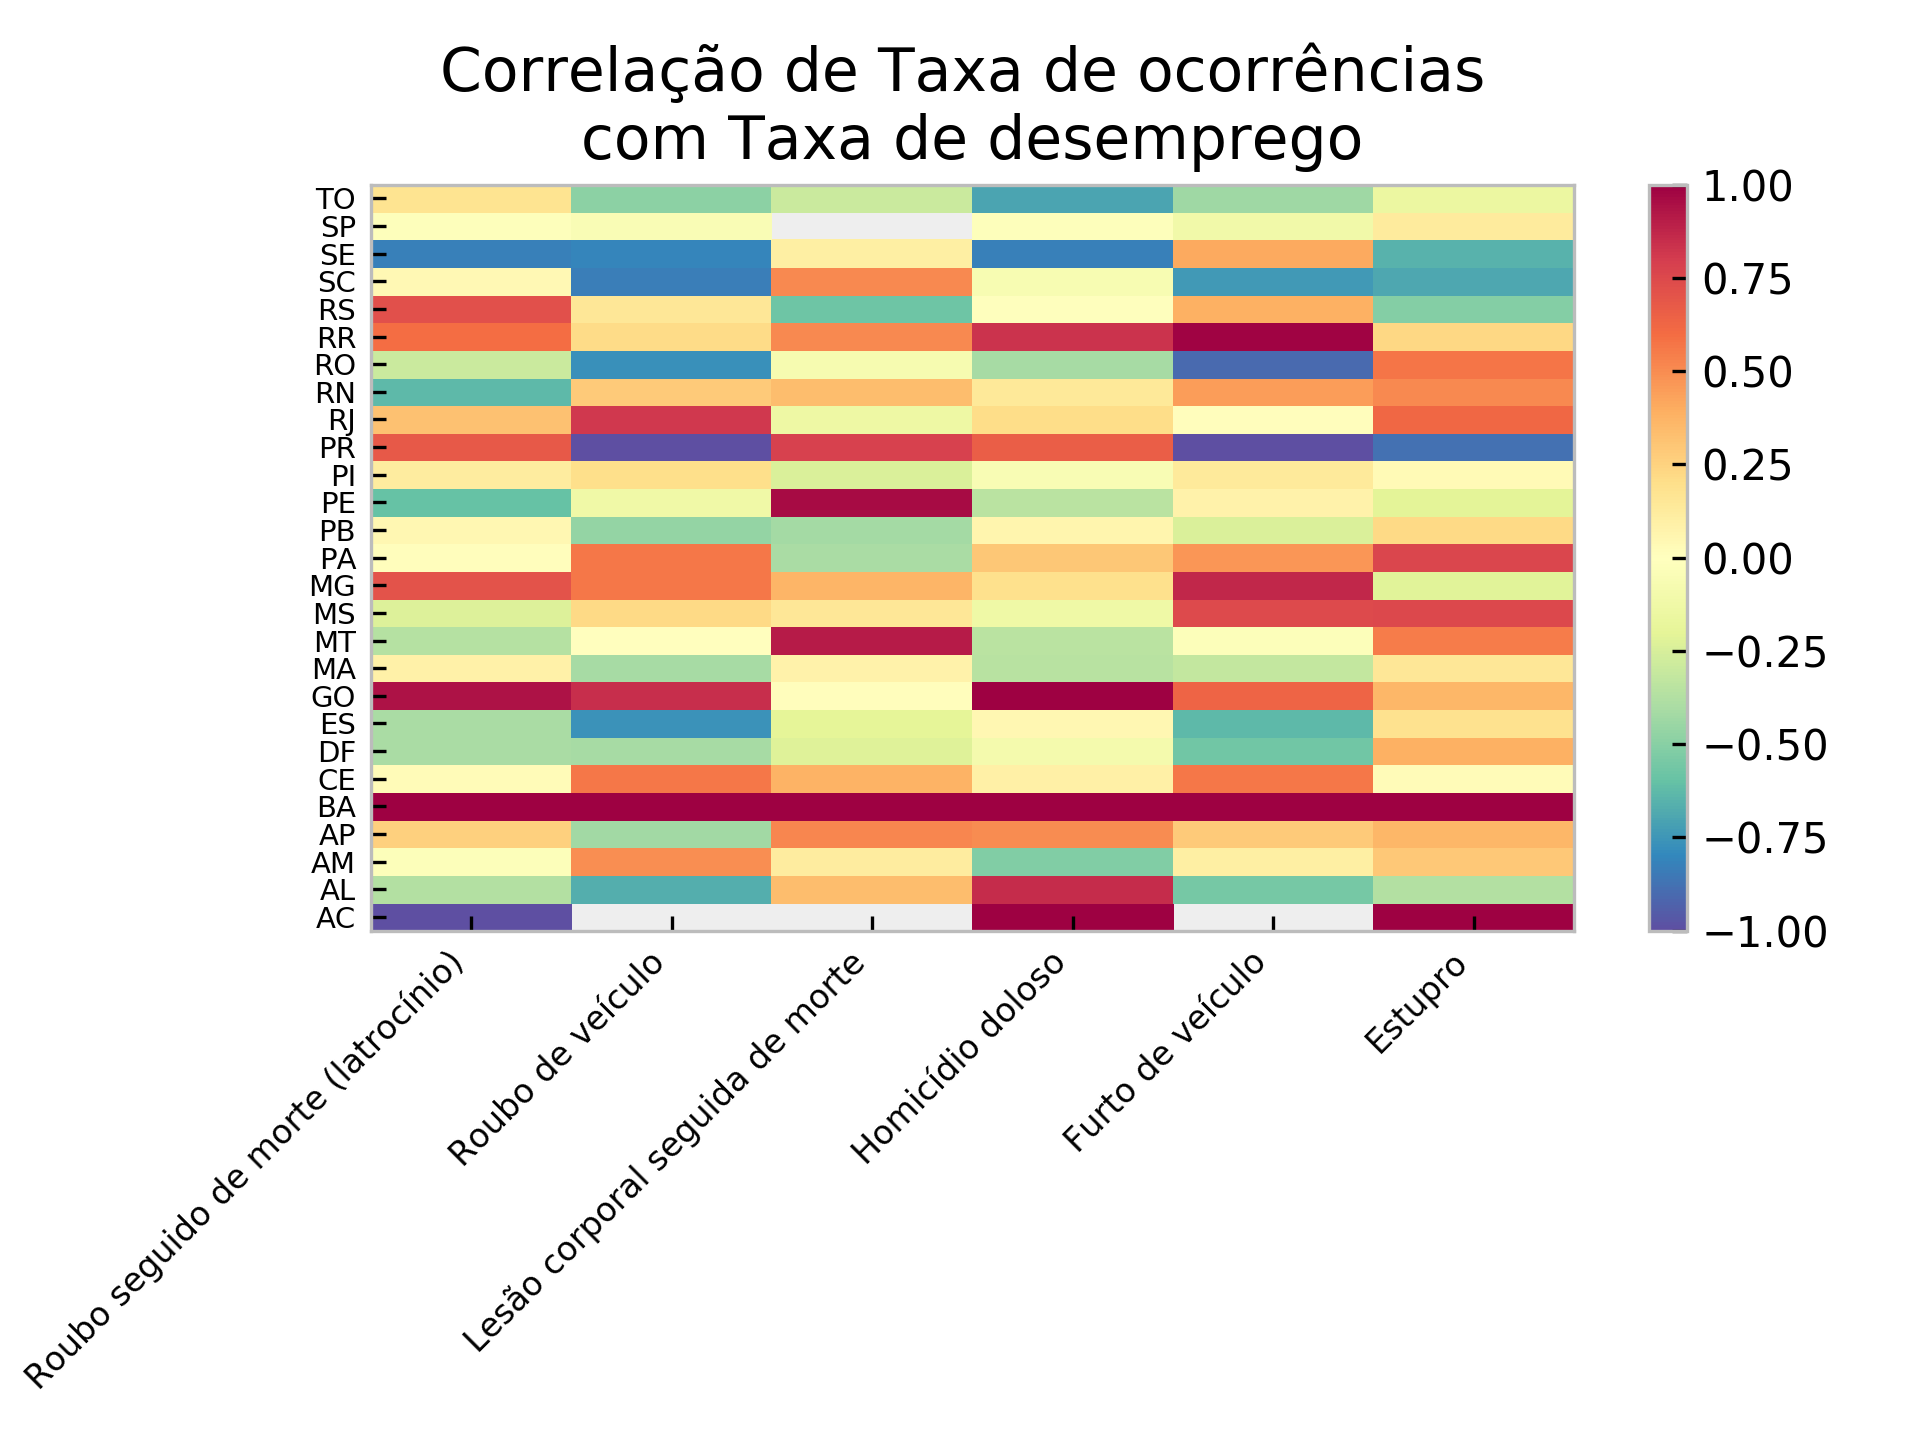 Correlação de Taxa de ocorrências
com Taxa de desemprego
TO
SP
SE
SC
RS
RR
RO
RN
RJ
PR
PI
PE
PB
PA
MG
MS
MT
MA
GO
ES
DF
CE
BA
AP
AM
AL
AC
Roubo seguido de morte (latrocínio)
Roubo de veículo
Lesão corporal seguida de morte
Homicídio doloso
Furto de veículo
Estupro
1.00
0.75
0.50
0.25
0.00
−0.25
−0.50
−0.75
−1.00